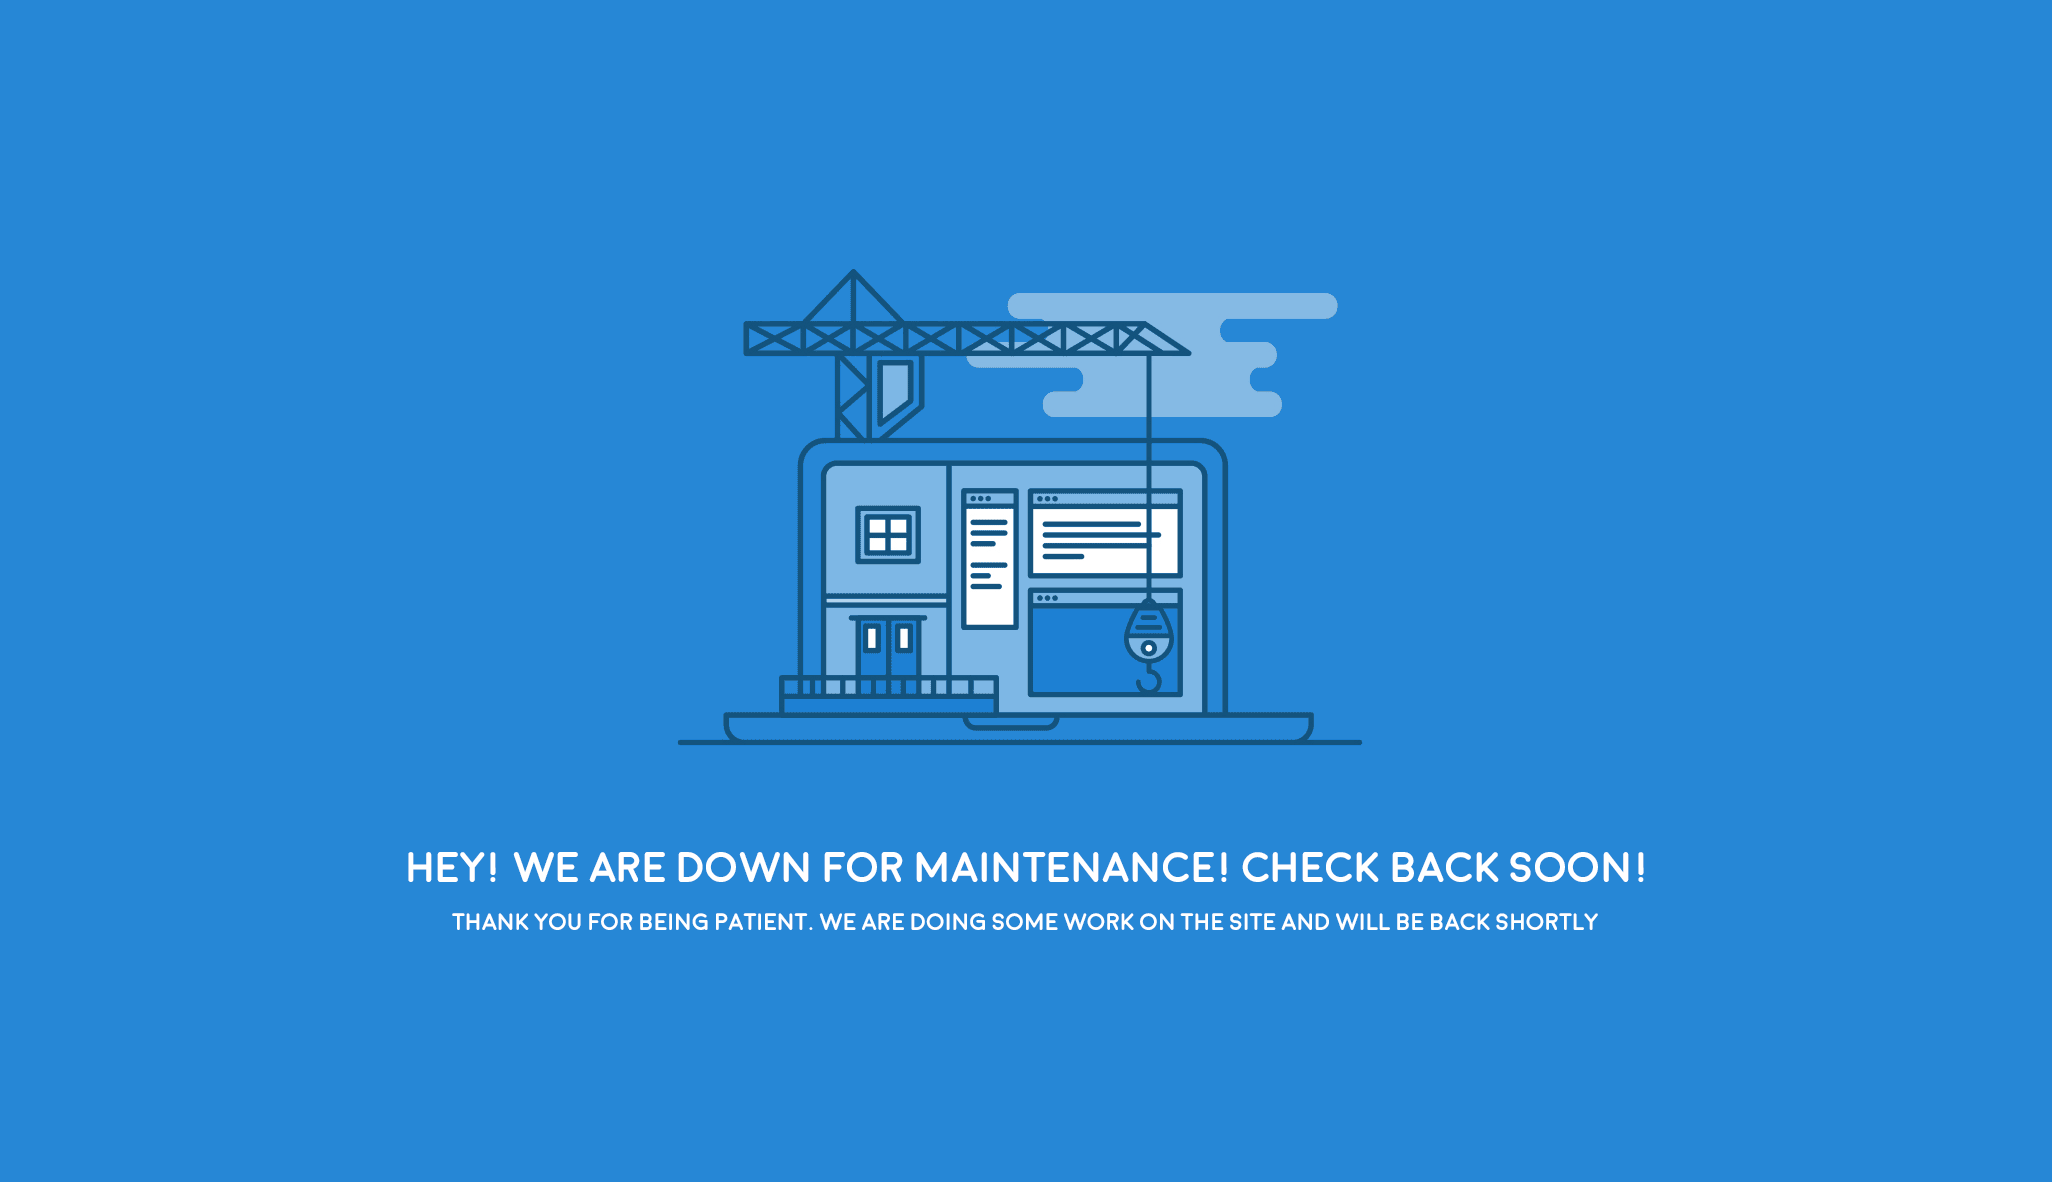 HEY! WE ARE DOWN FOR MAINTENANCE! CHECK BACK SOON!
THANK YOU FOR BEING PATIENT. WE ARE DOING SOME WORK ON THE SITE AND WILL BE BACK SHORTLY